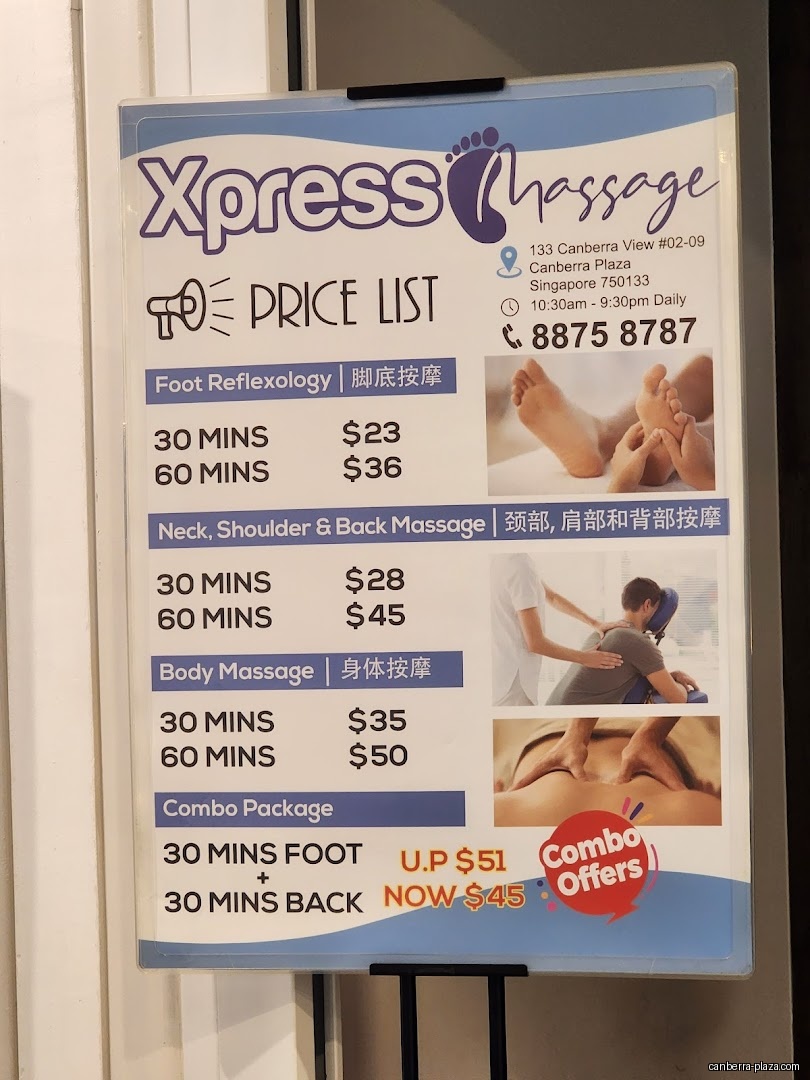 Xpress Massage
133 Canberra View #02-09
Canberra Plaza
Singapore 750133
10:30am - 9:30pm Daily
8875 8787
PRICE LIST
Foot Reflexology | 脚底按摩
30 MINS $23
60 MINS $36
Neck, Shoulder & Back Massage | 颈部, 肩部和背部按摩
30 MINS $28
60 MINS $45
Body Massage | 身体按摩
30 MINS $35
60 MINS $50
Combo Package
30 MINS FOOT
+
30 MINS BACK
U.P $51
NOW $45
Combo
Offers
canberra-plaza.com